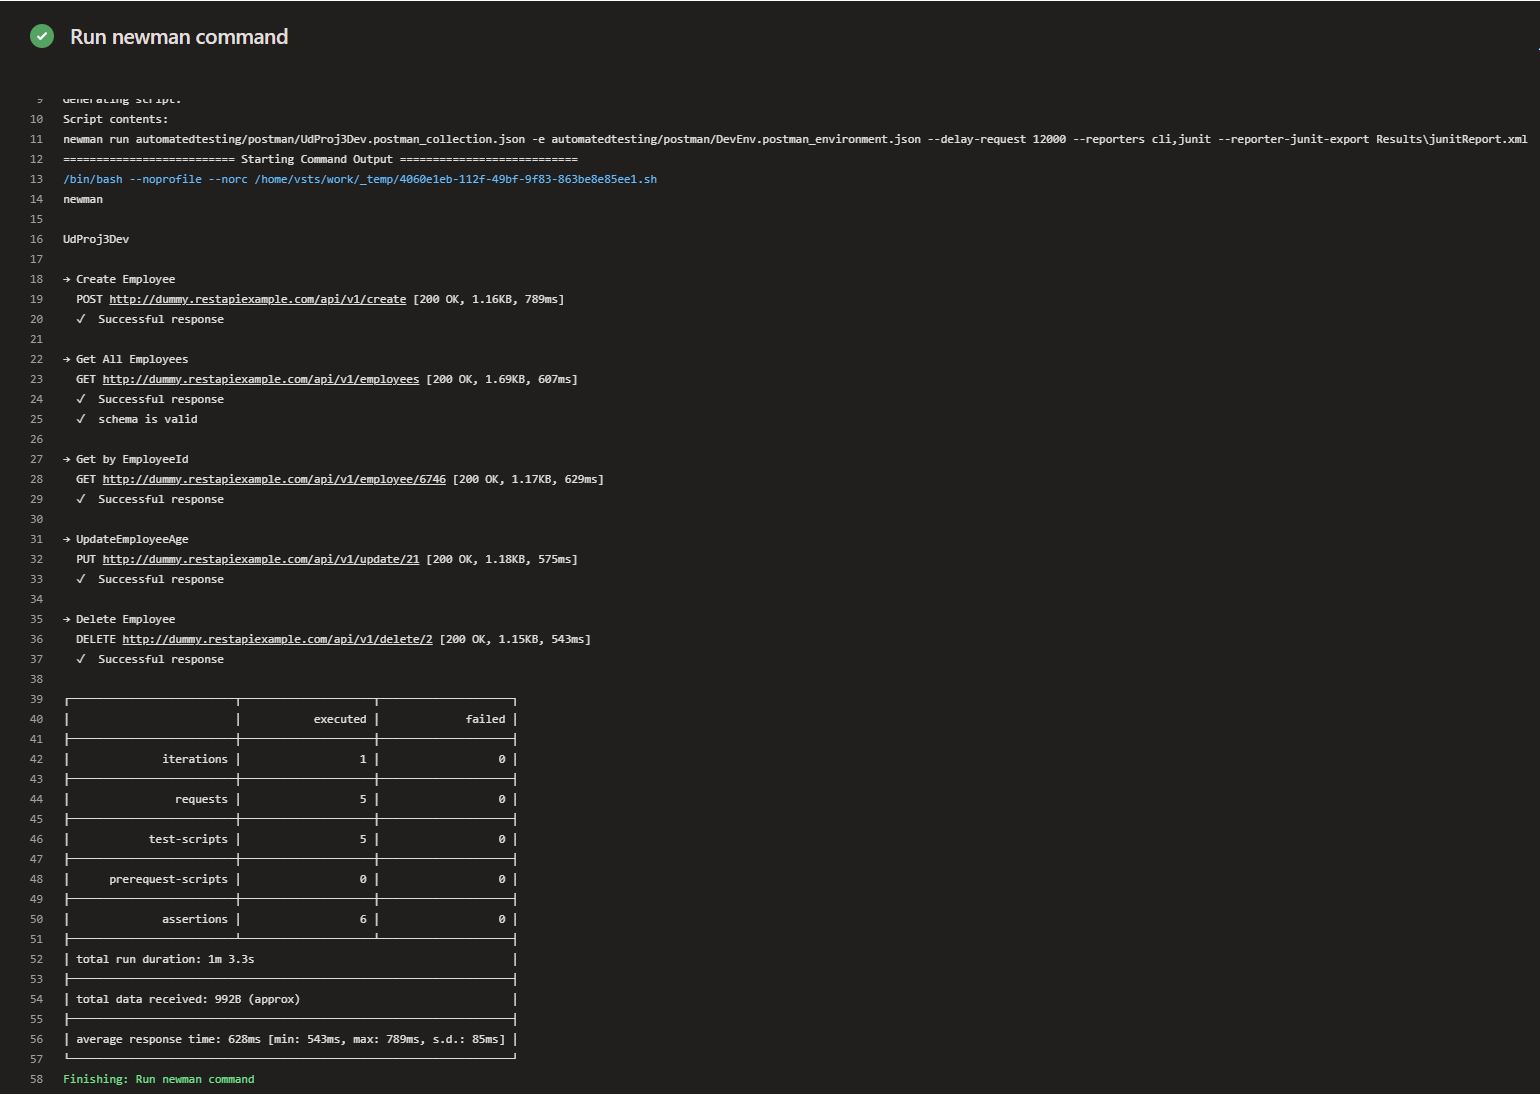 Run newman command
9 Generating script.
10 Script contents:
11 newman run automatedtesting/postman/UdProj3Dev.postman_collection.json -e automatedtesting/postman/DevEnv.postman_environment.json --delay-request 12000 --reporters cli,junit --reporter-junit-export Results\junitReport.xml
12 ========================== Starting Command Output ===========================
13 /bin/bash --noprofile --norc /home/vsts/work/_temp/4060e1eb-112f-49bf-9f83-863be8e85ee1.sh
14 newman
15
16 UdProj3Dev
17
18 → Create Employee
19 POST http://dummy.restapiexample.com/api/v1/create [200 OK, 1.16KB, 789ms]
20 ✓ Successful response
21
22 → Get All Employees
23 GET http://dummy.restapiexample.com/api/v1/employees [200 OK, 1.69KB, 607ms]
24 ✓ Successful response
25 ✓ schema is valid
26
27 → Get by EmployeeId
28 GET http://dummy.restapiexample.com/api/v1/employee/6746 [200 OK, 1.17KB, 629ms]
29 ✓ Successful response
30
31 → UpdateEmployeeAge
32 PUT http://dummy.restapiexample.com/api/v1/update/21 [200 OK, 1.18KB, 575ms]
33 ✓ Successful response
34
35 → Delete Employee
36 DELETE http://dummy.restapiexample.com/api/v1/delete/2 [200 OK, 1.15KB, 543ms]
37 ✓ Successful response
38
39
40 executed failed
41
42 iterations 1 0
43
44 requests 5 0
45
46 test-scripts 5 0
47
48 prerequest-scripts 0 0
49
50 assertions 6 0
51
52 total run duration: 1m 3.3s
53
54 total data received: 992B (approx)
55
56 average response time: 628ms [min: 543ms, max: 789ms, s.d.: 85ms]
57
58 Finishing: Run newman command